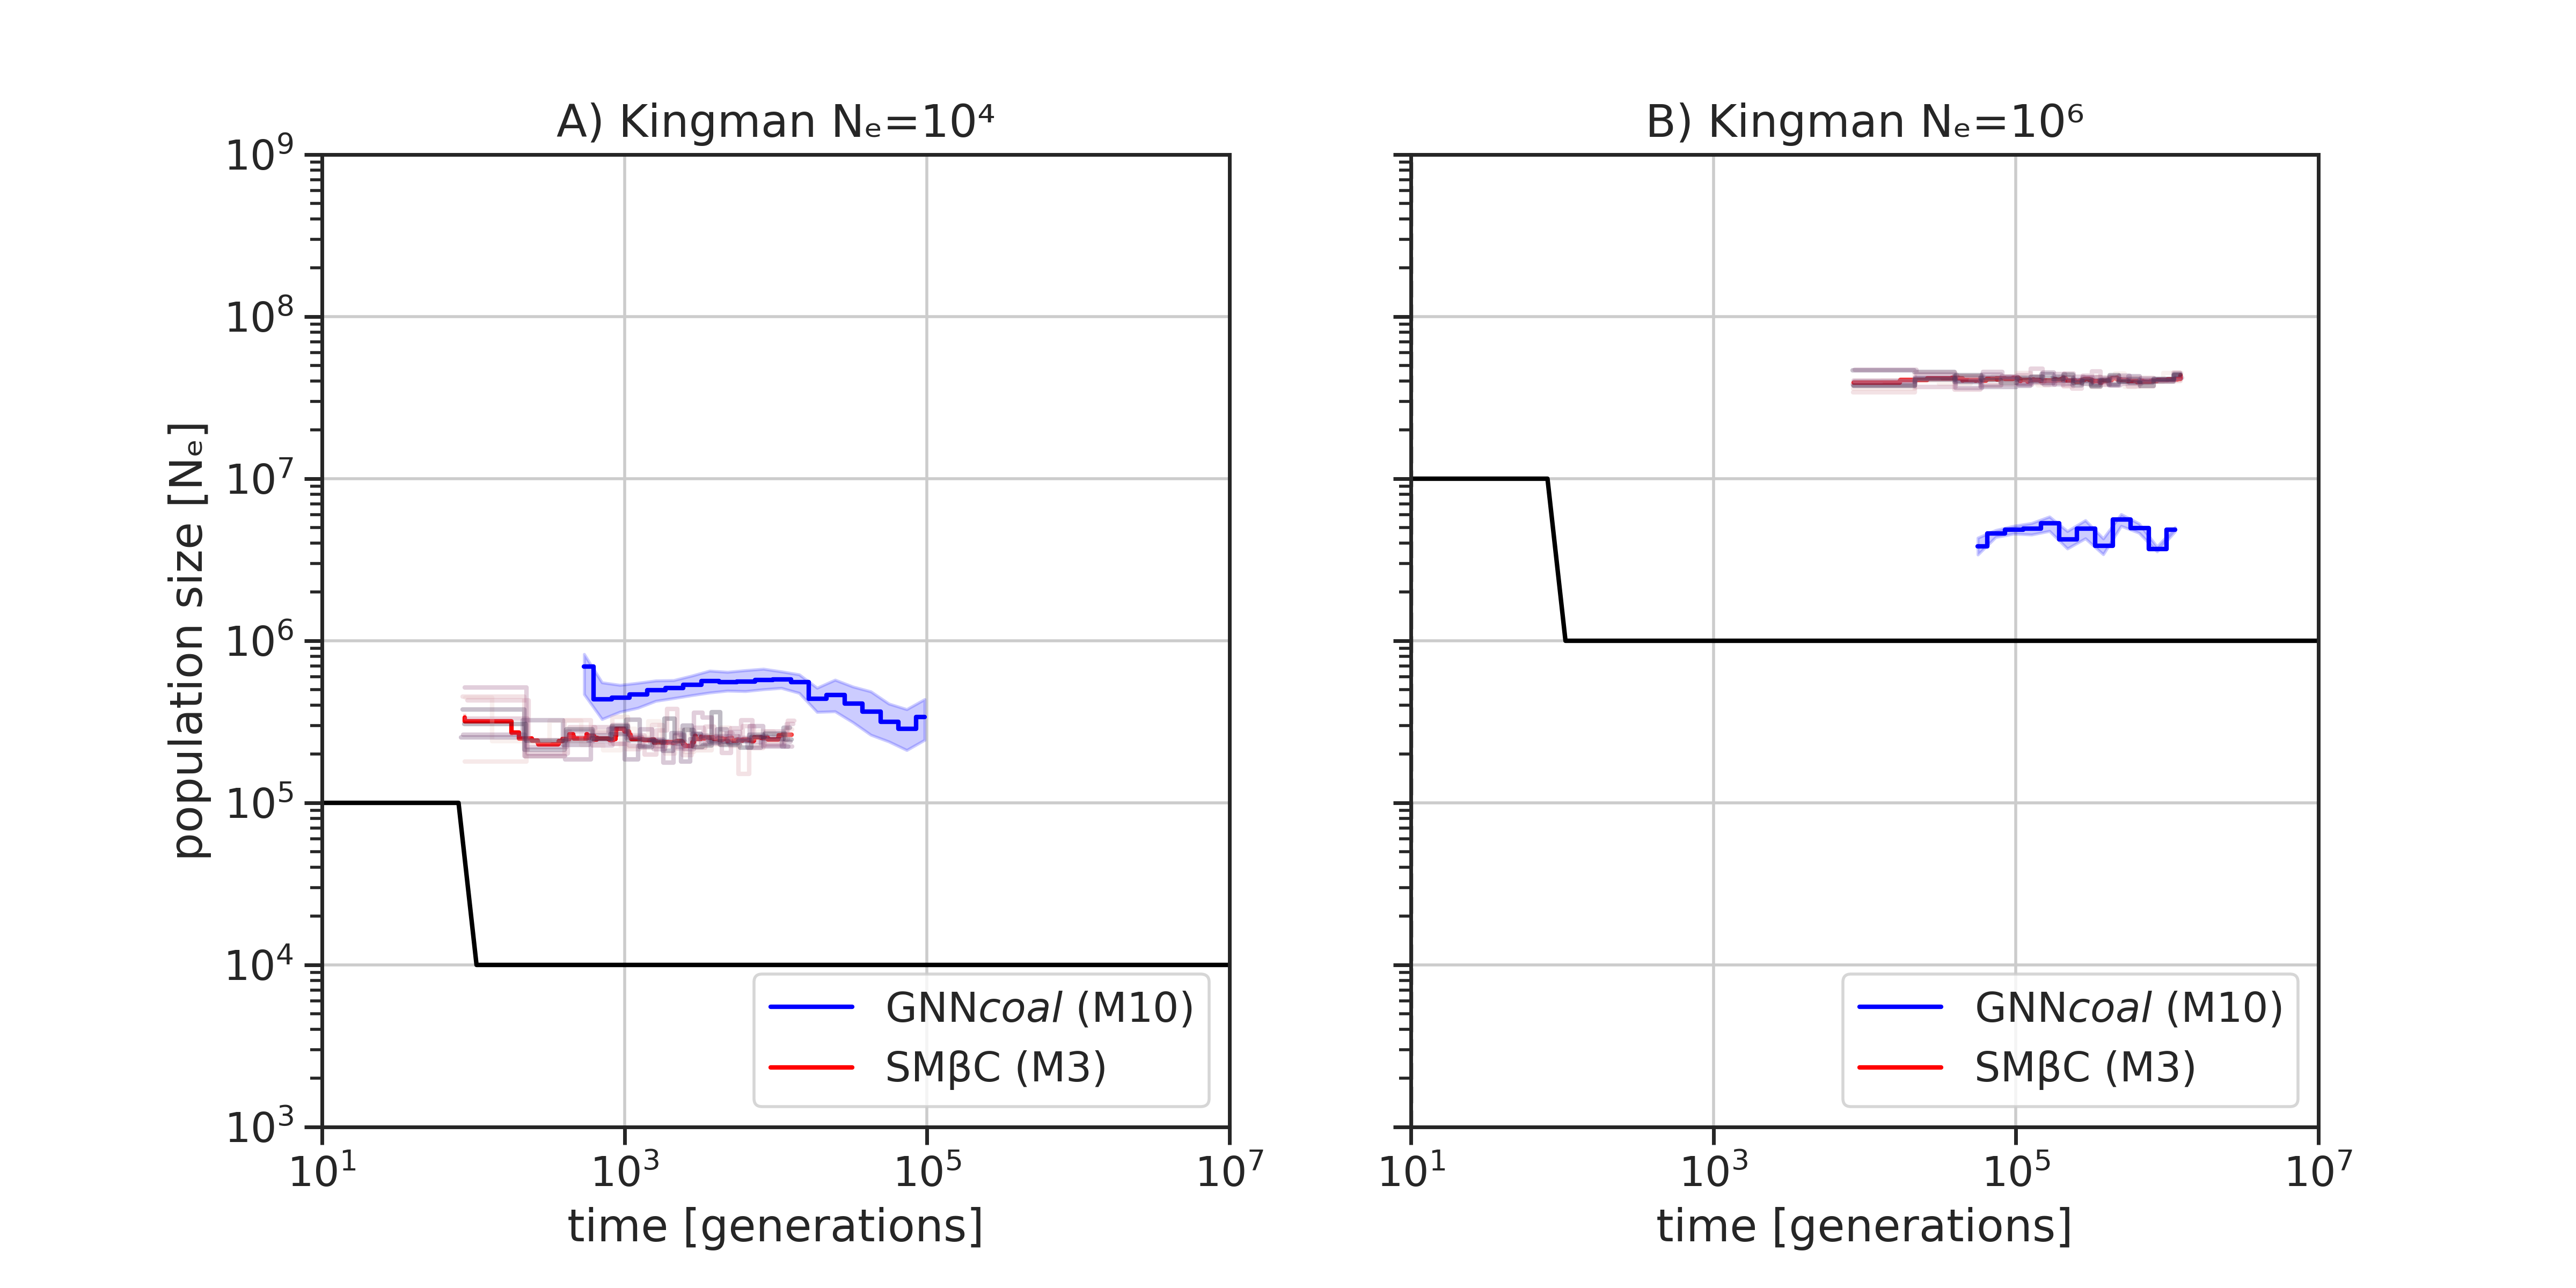 A) Kingman Nₑ=10⁴
B) Kingman Nₑ=10⁶
10⁹
10⁸
10⁷
10⁶
10⁵
10⁴
10³
population size [Nₑ]
GNNcoal (M10)
SMβC (M3)
GNNcoal (M10)
SMβC (M3)
10¹ 10³ 10⁵ 10⁷
10¹ 10³ 10⁵ 10⁷
time [generations]
time [generations]